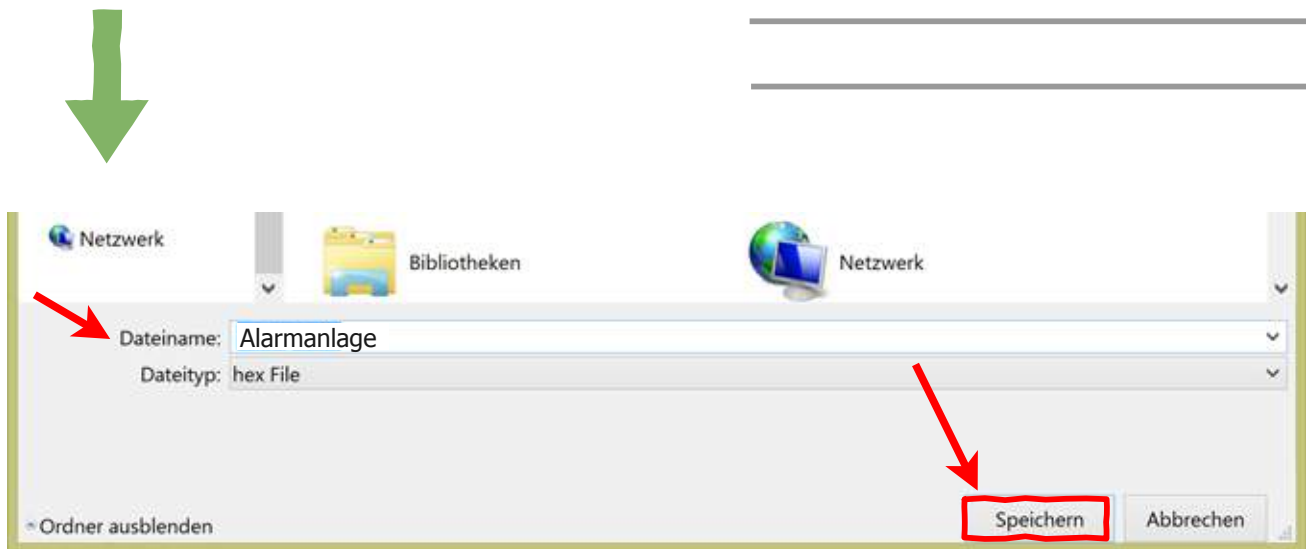 Netzwerk
Bibliotheken
Netzwerk
Dateiname: Alarmanlage
Dateityp: hex File
Ordner ausblenden
Speichern
Abbrechen